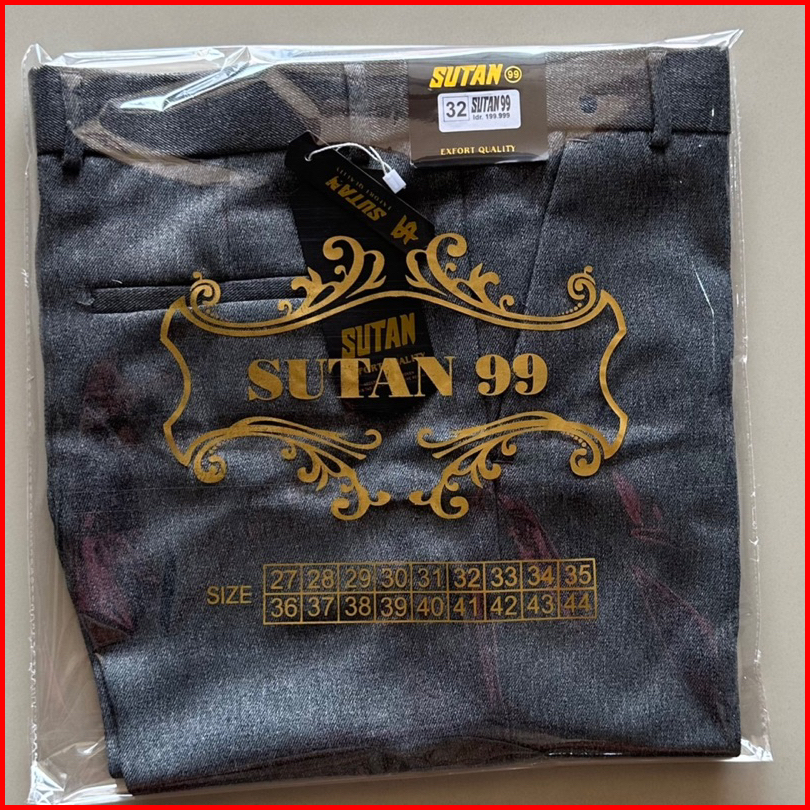 SUTAN 99
32 SUTAN 99
Idr. 199.999
EXFORT QUALITY
SUTAN
SUTAN
SUTAN 99
SIZE
27 28 29 30 31 32 33 34 35
36 37 38 39 40 41 42 43 44